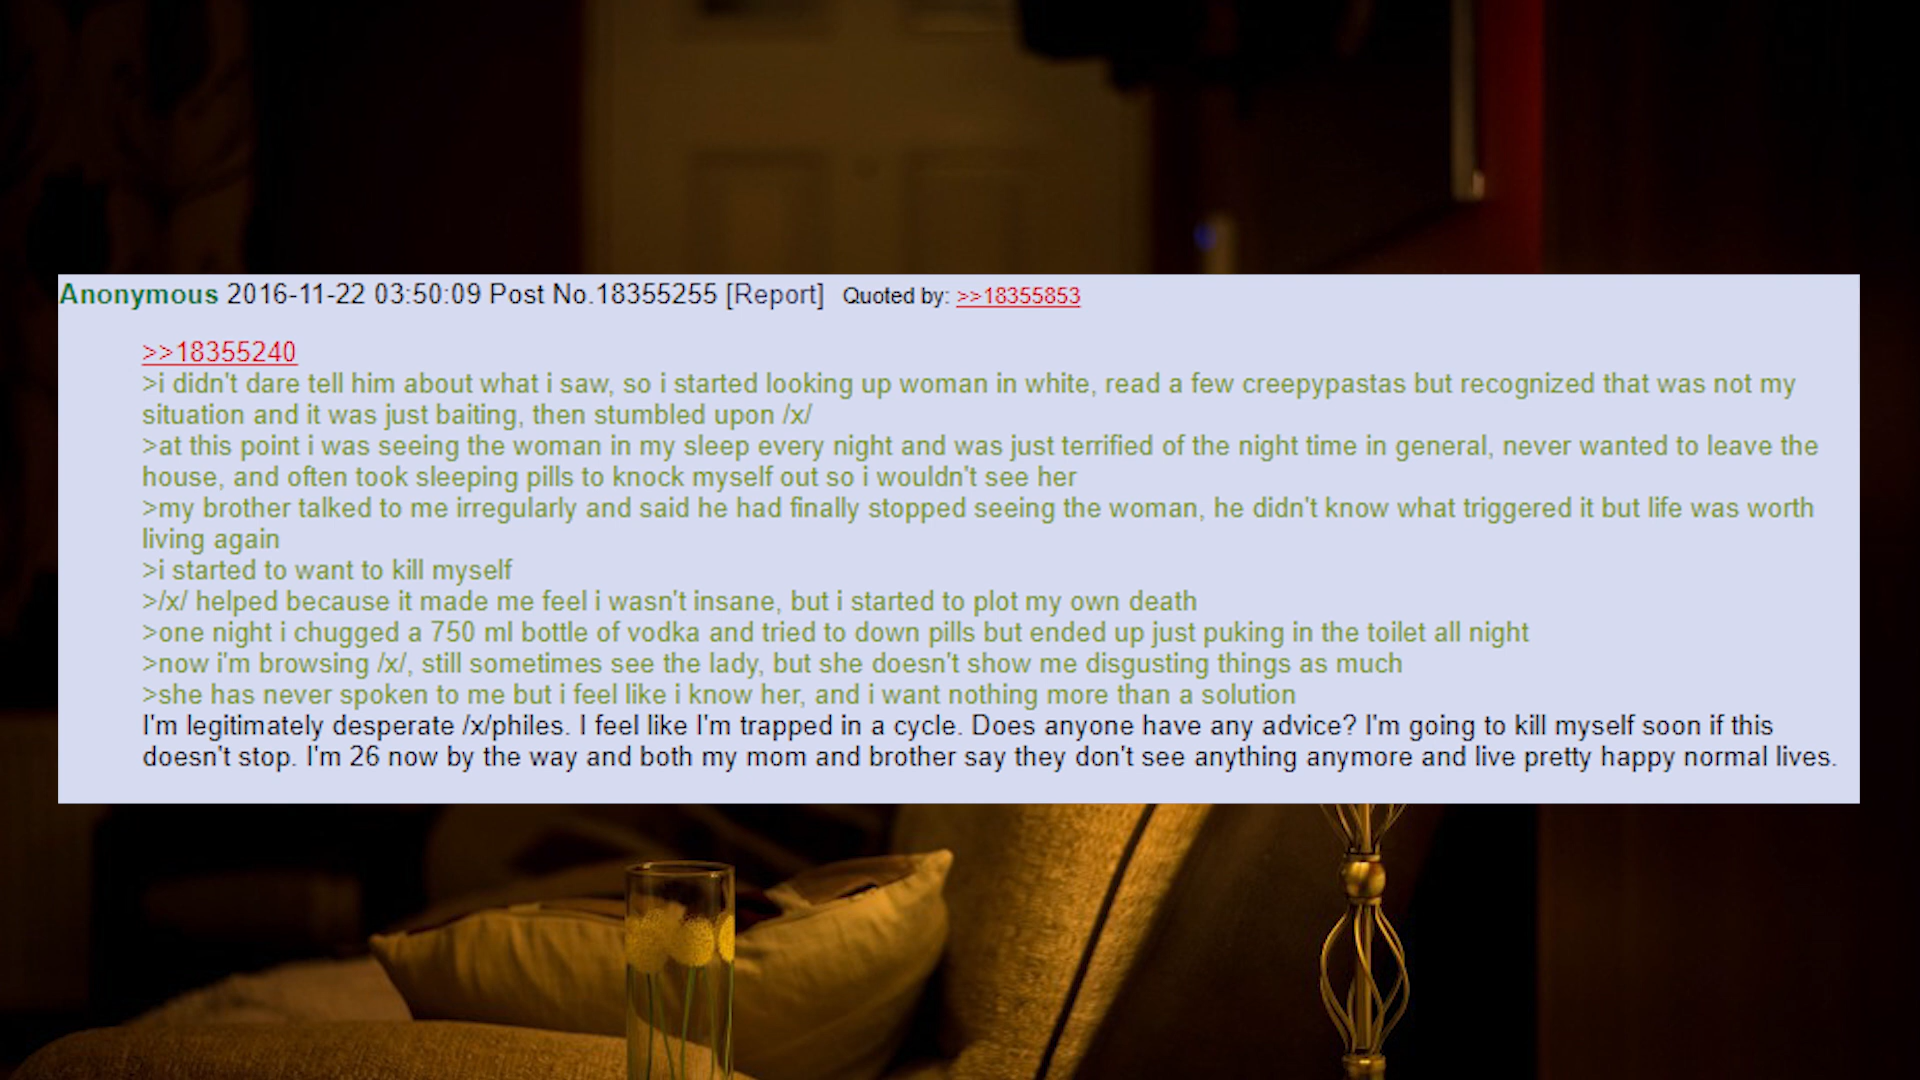 Anonymous 2016-11-22 03:50:09 Post No.18355255 [Report] Quoted by: >>18355853
>>18355240
>i didn't dare tell him about what i saw, so i started looking up woman in white, read a few creepypastas but recognized that was not my
situation and it was just baiting, then stumbled upon /x/
>at this point i was seeing the woman in my sleep every night and was just terrified of the night time in general, never wanted to leave the
house, and often took sleeping pills to knock myself out so i wouldn't see her
>my brother talked to me irregularly and said he had finally stopped seeing the woman, he didn't know what triggered it but life was worth
living again
>i started to want to kill myself
>/x/ helped because it made me feel i wasn't insane, but i started to plot my own death
>one night i chugged a 750 ml bottle of vodka and tried to down pills but ended up just puking in the toilet all night
>now i'm browsing /x/, still sometimes see the lady, but she doesn't show me disgusting things as much
>she has never spoken to me but i feel like i know her, and i want nothing more than a solution
I'm legitimately desperate /x/philes. I feel like I'm trapped in a cycle. Does anyone have any advice? I'm going to kill myself soon if this
doesn't stop. I'm 26 now by the way and both my mom and brother say they don't see anything anymore and live pretty happy normal lives.